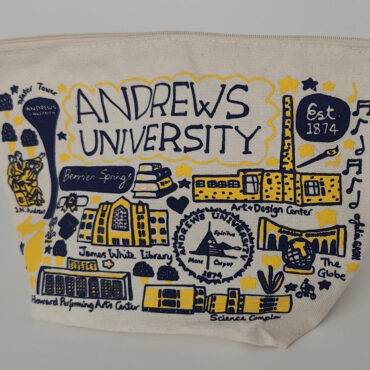 Water Tower
ANDREWS
UNIVERSITY
ANDREWS
UNIVERSITY
Est.
1874
Berrien Springs
J.N. Andrews
Art + Design Center
James White Library
ANDREWS UNIVERSITY
Spiritus
Mens
Corpus
1874
The
Globe
Howard Performing Arts Center
Science Complex